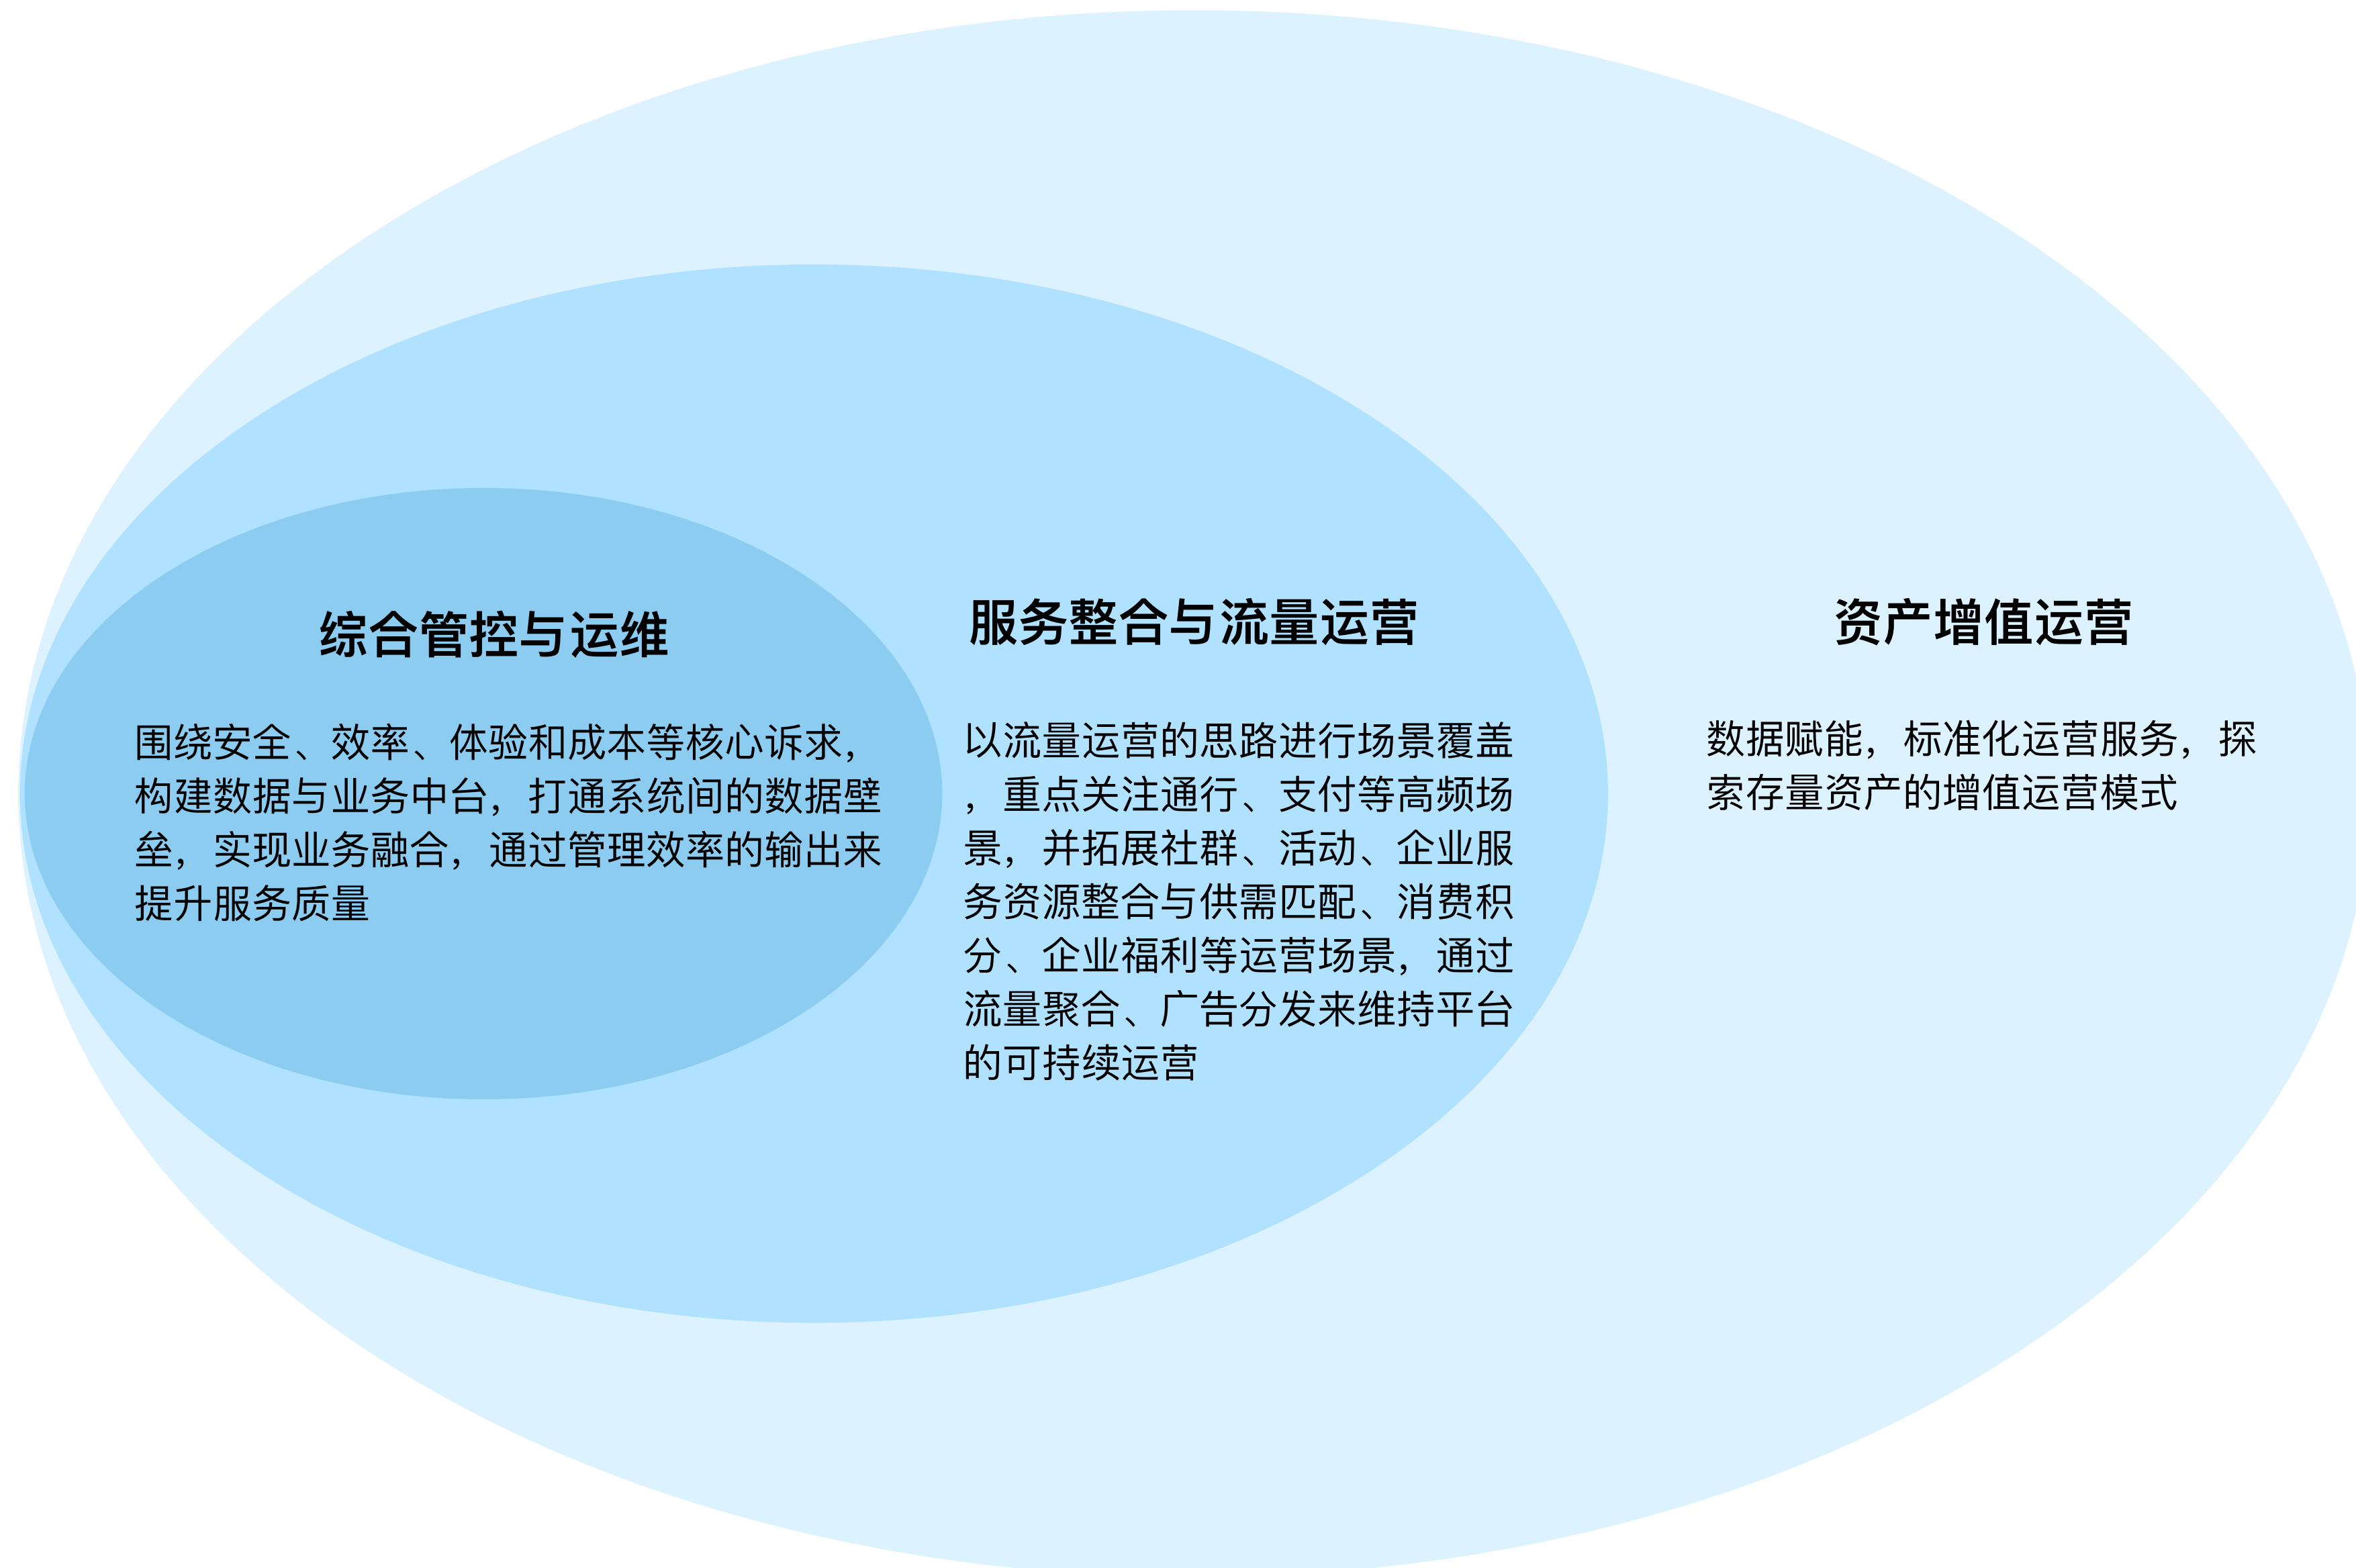 综合管控与运维
围绕安全、效率、体验和成本等核心诉求，
构建数据与业务中台，打通系统间的数据壁
垒，实现业务融合，通过管理效率的输出来
提升服务质量
服务整合与流量运营
以流量运营的思路进行场景覆盖
，重点关注通行、支付等高频场
景，并拓展社群、活动、企业服
务资源整合与供需匹配、消费积
分、企业福利等运营场景，通过
流量聚合、广告分发来维持平台
的可持续运营
资产增值运营
数据赋能，标准化运营服务，探
索存量资产的增值运营模式